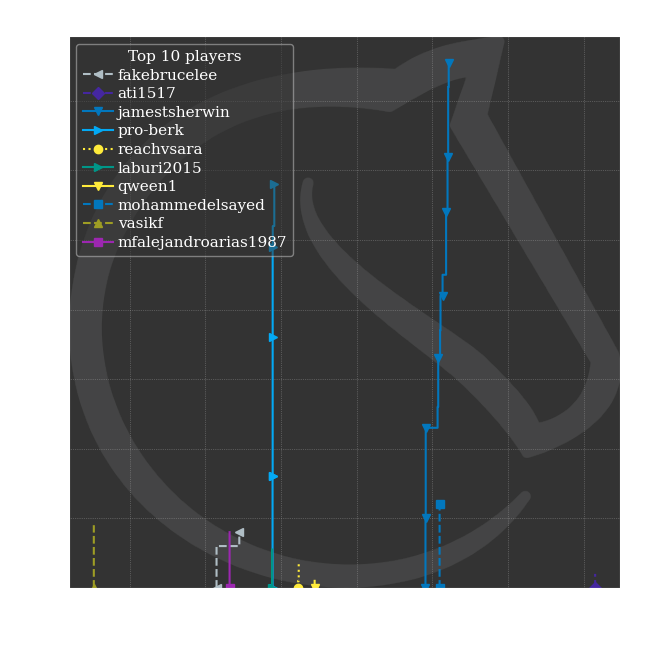 Top 10 players
fakebrucelee
ati1517
jamestsherwin
pro-berk
reachvsara
laburi2015
qween1
mohammedelsayed
vasikf
mfalejandroarias1987